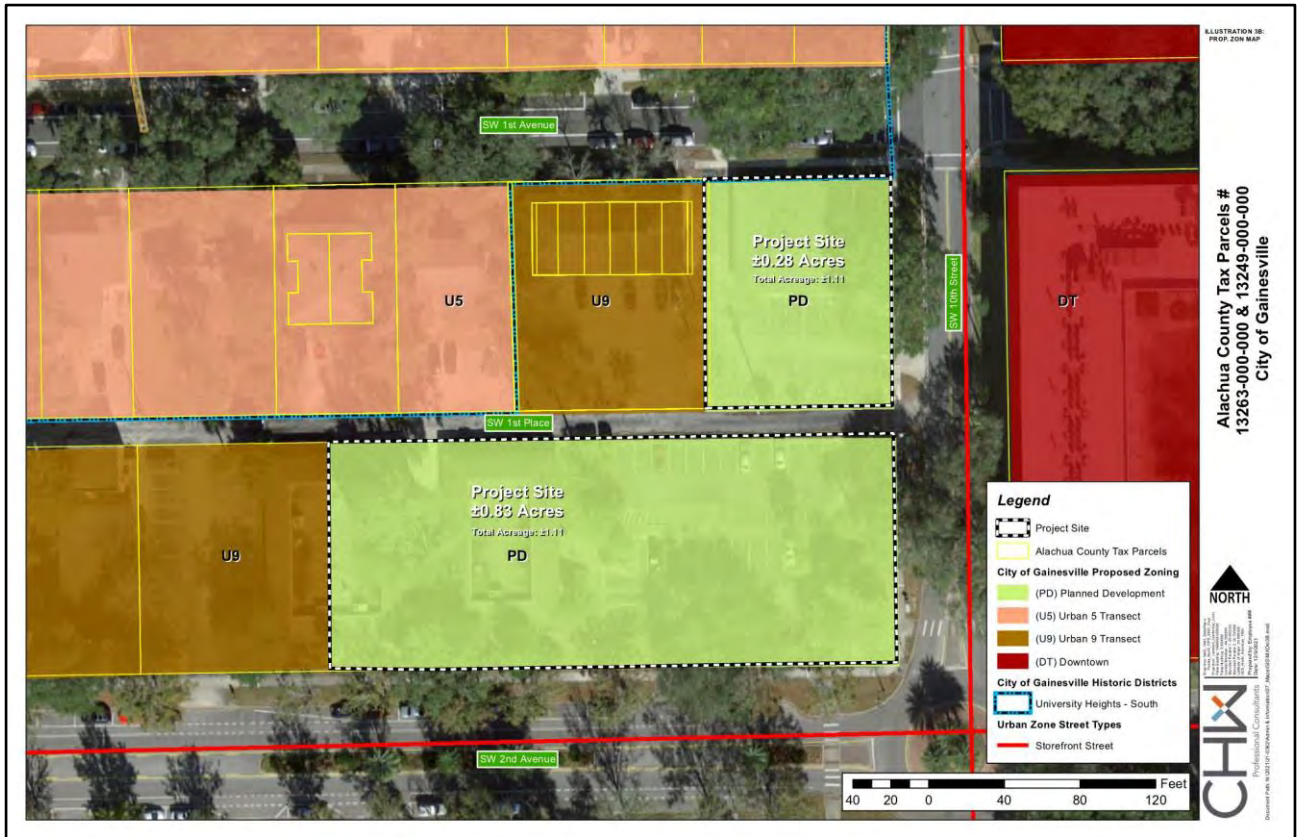 ILLUSTRATION 3B:
PROP. ZON MAP
SW 1st Avenue
Project Site
±0.28 Acres
Total Acreage: ±1.11
PD
U5
U9
SW 10th Street
DT
SW 1st Place
Project Site
±0.83 Acres
Total Acreage: ±1.11
PD
U9
SW 2nd Avenue
Alachua County Tax Parcels #
13263-000-000 & 13249-000-000
City of Gainesville
Legend
Project Site
Alachua County Tax Parcels
City of Gainesville Proposed Zoning
(PD) Planned Development
(U5) Urban 5 Transect
(U9) Urban 9 Transect
(DT) Downtown
City of Gainesville Historic Districts
University Heights - South
Urban Zone Street Types
Storefront Street
Feet
40 20 0 40 80 120
NORTH
CHW
Professional Consultants